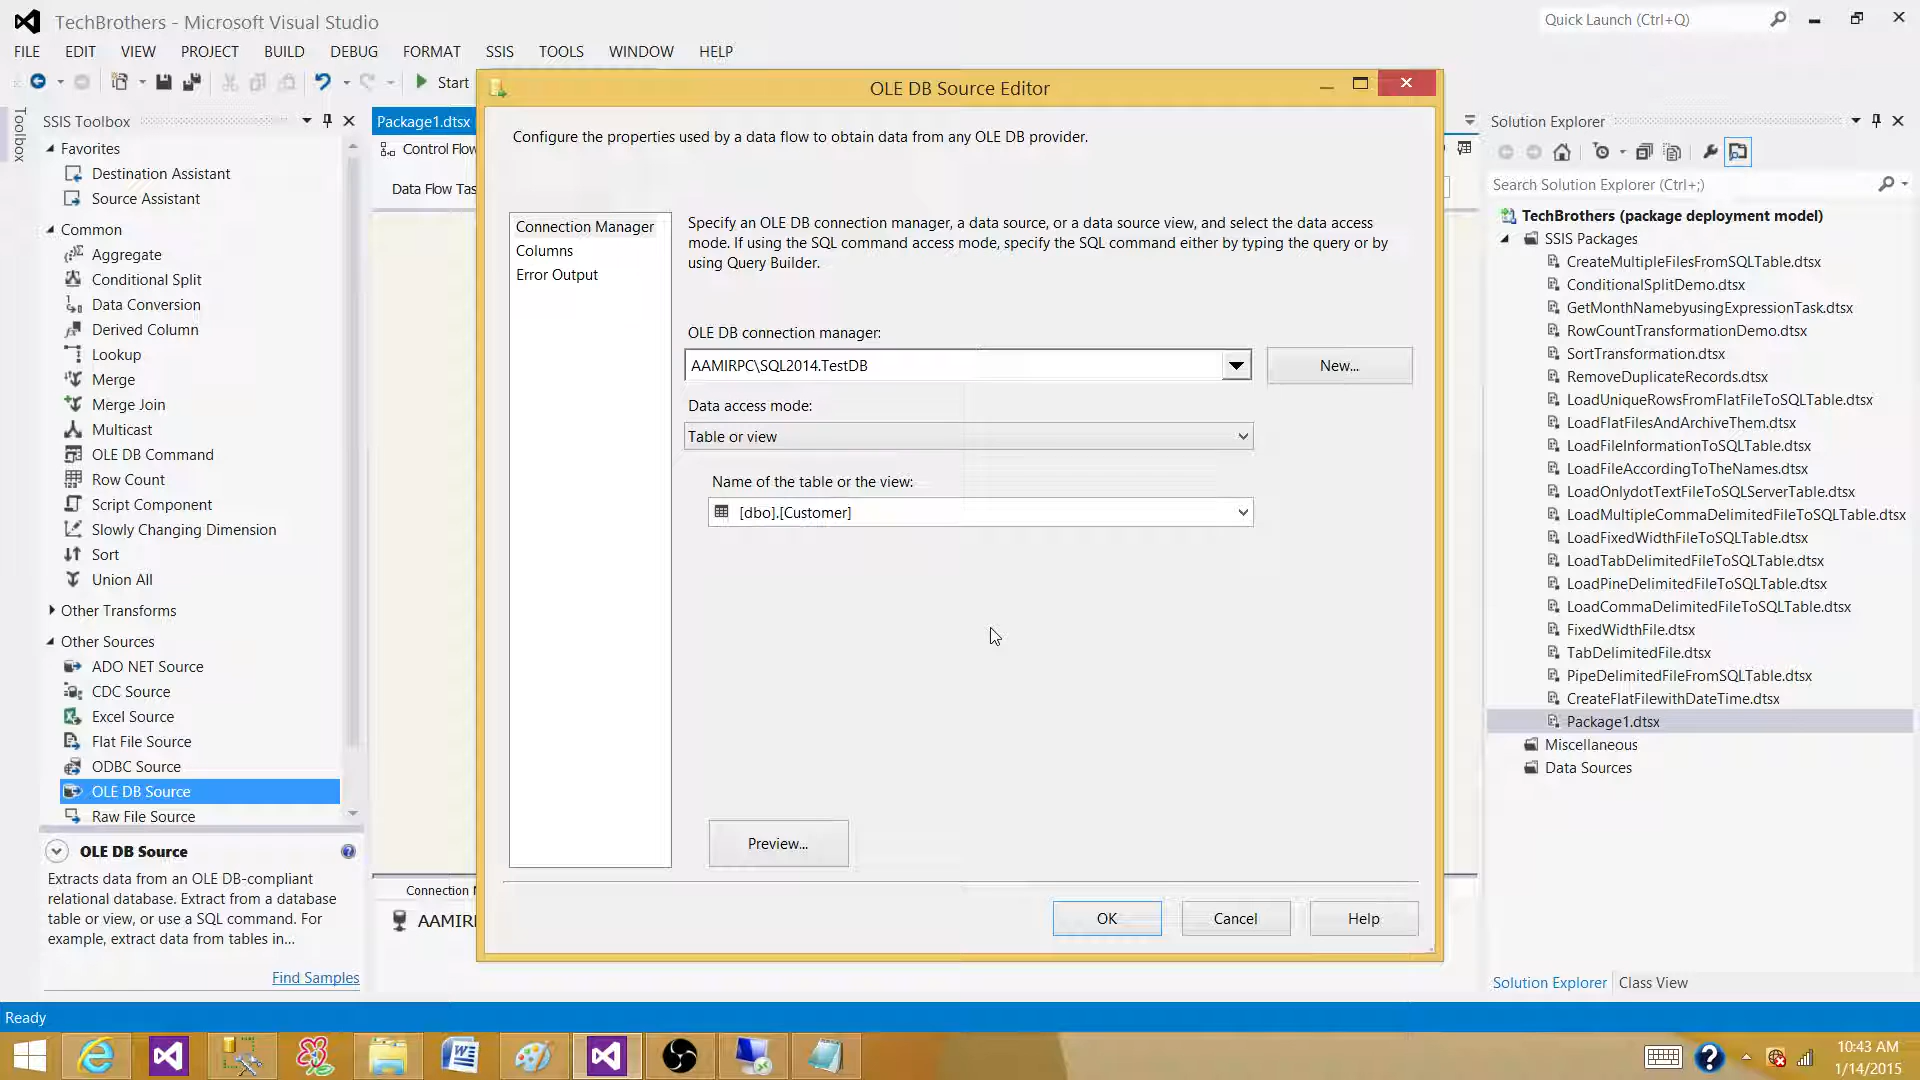 TechBrothers - Microsoft Visual Studio
Quick Launch (Ctrl+Q)
FILE EDIT VIEW PROJECT BUILD DEBUG FORMAT SSIS TOOLS WINDOW HELP
Start
Toolbox
SSIS Toolbox
Favorites
Destination Assistant
Source Assistant
Common
Aggregate
Conditional Split
Data Conversion
Derived Column
Lookup
Merge
Merge Join
Multicast
OLE DB Command
Row Count
Script Component
Slowly Changing Dimension
Sort
Union All
Other Transforms
Other Sources
ADO NET Source
CDC Source
Excel Source
Flat File Source
ODBC Source
OLE DB Source
Raw File Source
OLE DB Source
Extracts data from an OLE DB-compliant
relational database. Extract from a database
table or view, or use a SQL command. For
example, extract data from tables in...
Find Samples
Package1.dtsx
Control Flow
Data Flow Tas
Connection
AAMIR
OLE DB Source Editor
Configure the properties used by a data flow to obtain data from any OLE DB provider.
Connection Manager
Columns
Error Output
Specify an OLE DB connection manager, a data source, or a data source view, and select the data access
mode. If using the SQL command access mode, specify the SQL command either by typing the query or by
using Query Builder.
OLE DB connection manager:
AAMIRPC\SQL2014.TestDB
New...
Data access mode:
Table or view
Name of the table or the view:
[dbo].[Customer]
Preview...
OK Cancel Help
Solution Explorer
Search Solution Explorer (Ctrl+;)
TechBrothers (package deployment model)
SSIS Packages
CreateMultipleFilesFromSQLTable.dtsx
ConditionalSplitDemo.dtsx
GetMonthNamebyusingExpressionTask.dtsx
RowCountTransformationDemo.dtsx
SortTransformation.dtsx
RemoveDuplicateRecords.dtsx
LoadUniqueRowsFromFlatFileToSQLTable.dtsx
LoadFlatFilesAndArchiveThem.dtsx
LoadFileInformationToSQLTable.dtsx
LoadFileAccordingToTheNames.dtsx
LoadOnlydotTextFileToSQLServerTable.dtsx
LoadMultipleCommaDelimitedFileToSQLTable.dtsx
LoadFixedWidthFileToSQLTable.dtsx
LoadTabDelimitedFileToSQLTable.dtsx
LoadPineDelimitedFileToSQLTable.dtsx
LoadCommaDelimitedFileToSQLTable.dtsx
FixedWidthFile.dtsx
TabDelimitedFile.dtsx
PipeDelimitedFileFromSQLTable.dtsx
CreateFlatFilewithDateTime.dtsx
Package1.dtsx
Miscellaneous
Data Sources
Solution Explorer Class View
Ready
10:43 AM
1/14/2015